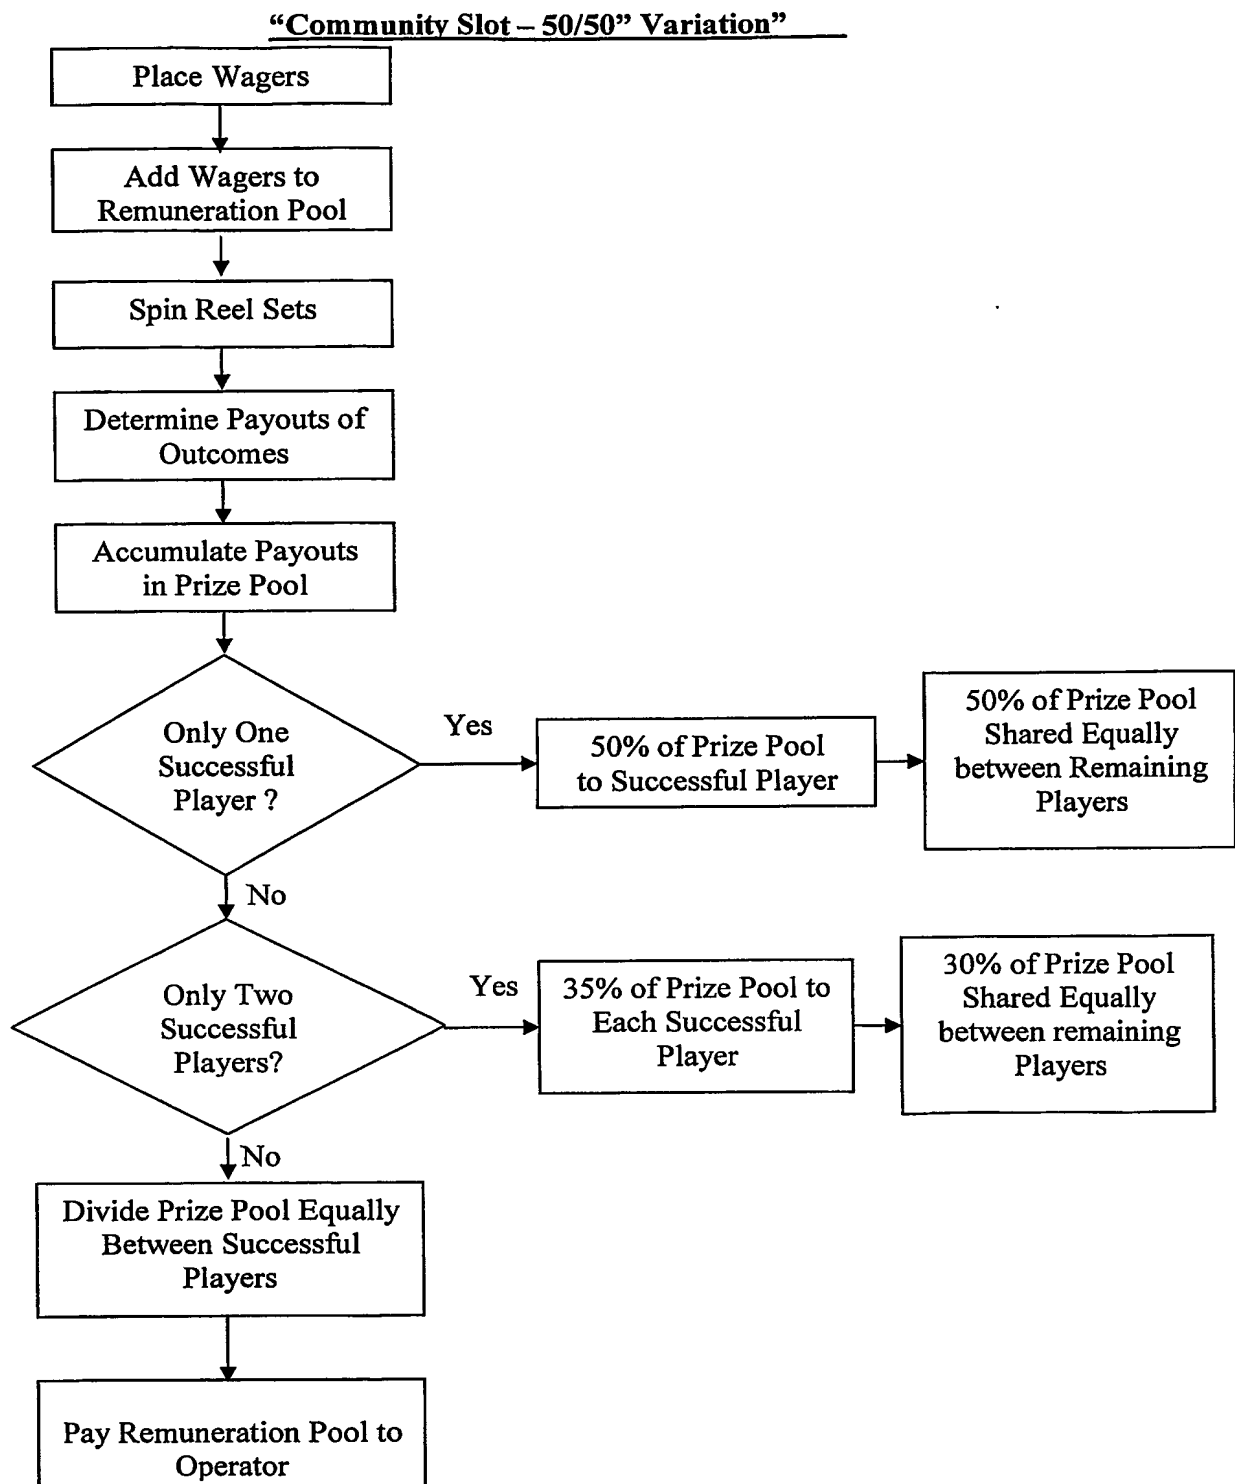 “Community Slot – 50/50” Variation”
Place Wagers
Add Wagers to
Remuneration Pool
Spin Reel Sets
Determine Payouts of
Outcomes
Accumulate Payouts
in Prize Pool
Only One
Successful
Player ?
Yes
50% of Prize Pool
to Successful Player
50% of Prize Pool
Shared Equally
between Remaining
Players
No
Only Two
Successful
Players?
Yes
35% of Prize Pool to
Each Successful
Player
30% of Prize Pool
Shared Equally
between remaining
Players
No
Divide Prize Pool Equally
Between Successful
Players
Pay Remuneration Pool to
Operator